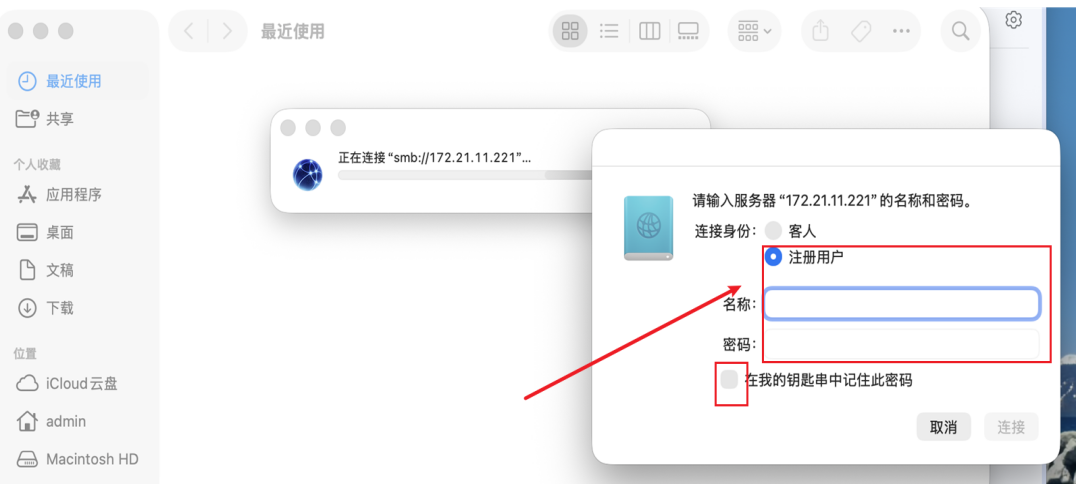 最近使用
最近使用
共享
个人收藏
应用程序
桌面
文稿
下载
位置
iCloud云盘
admin
Macintosh HD
正在连接“smb://172.21.11.221”...
请输入服务器“172.21.11.221”的名称和密码。
连接身份: 客人
注册用户
名称:
密码:
在我的钥匙串中记住此密码
取消 连接